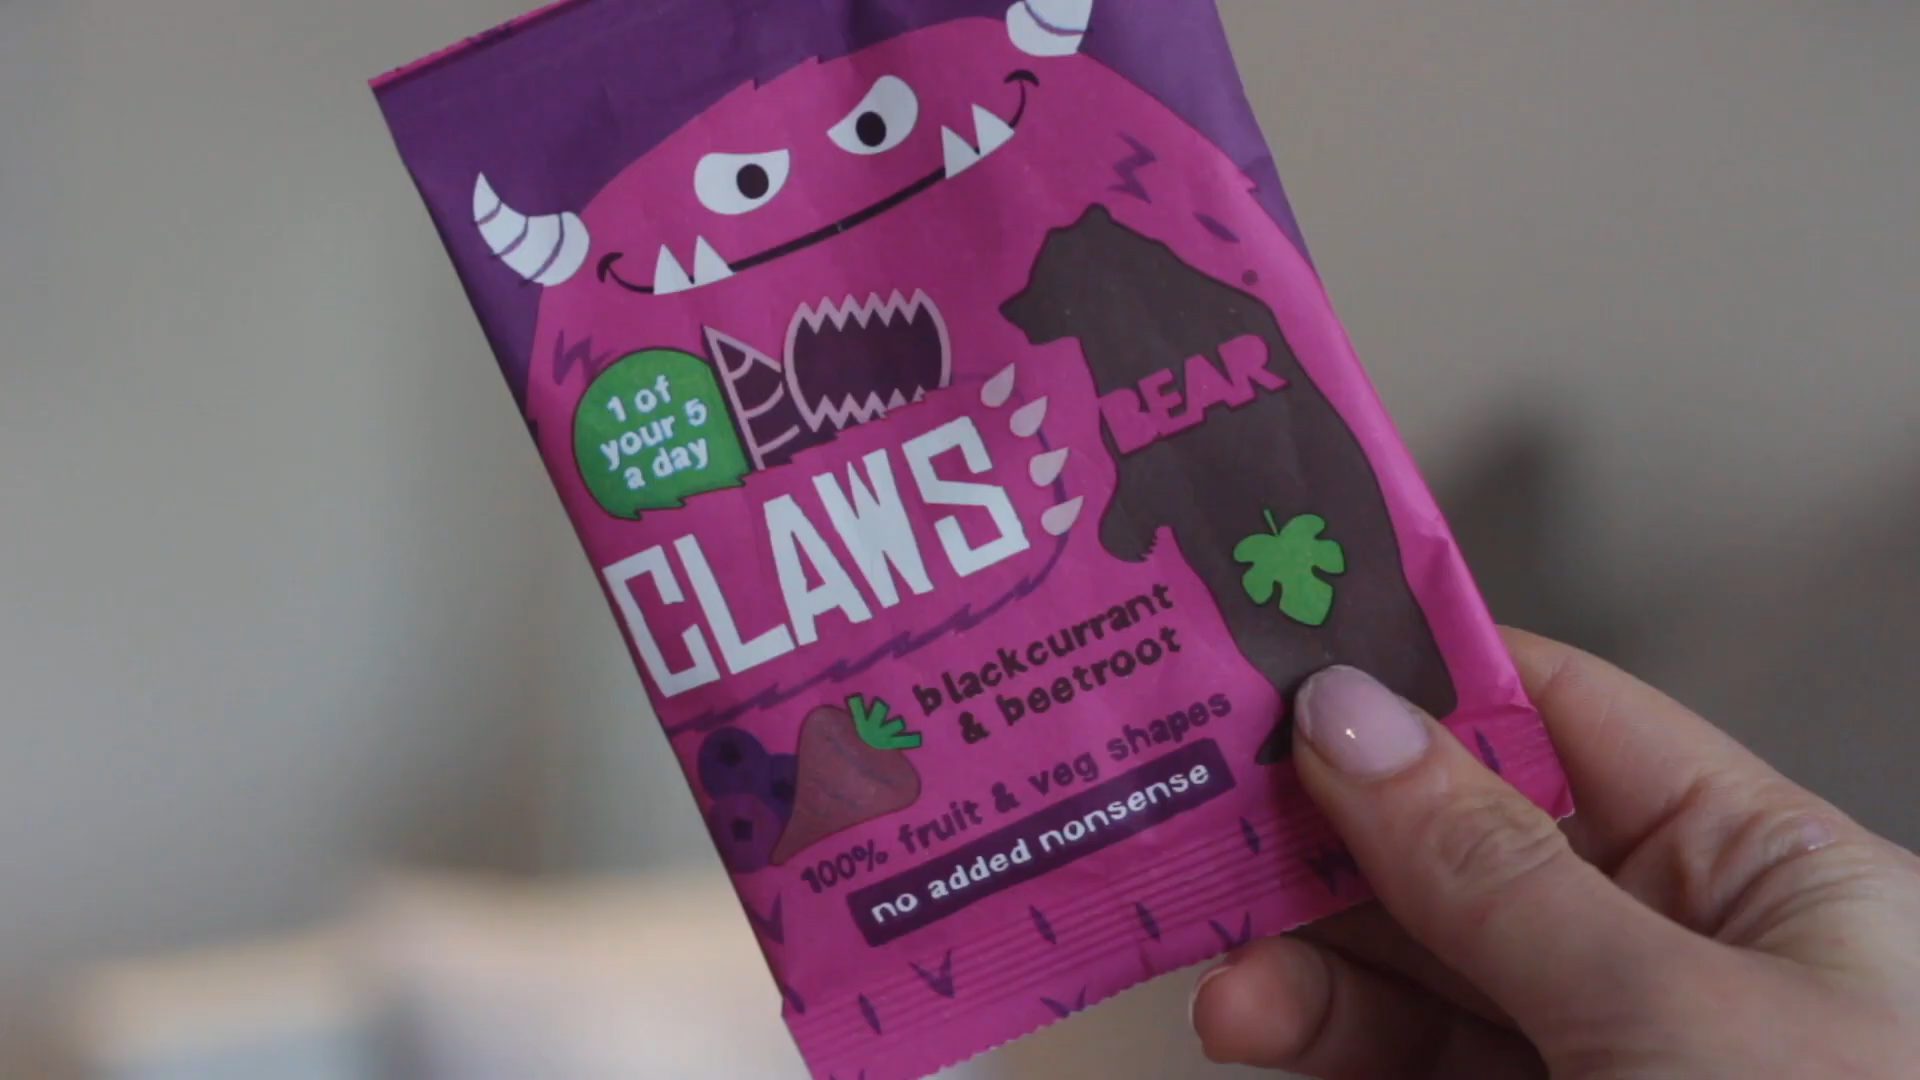 1 of
your 5
a day
BEAR
CLAWS
blackcurrant
& beetroot
100% fruit & veg shapes
no added nonsense